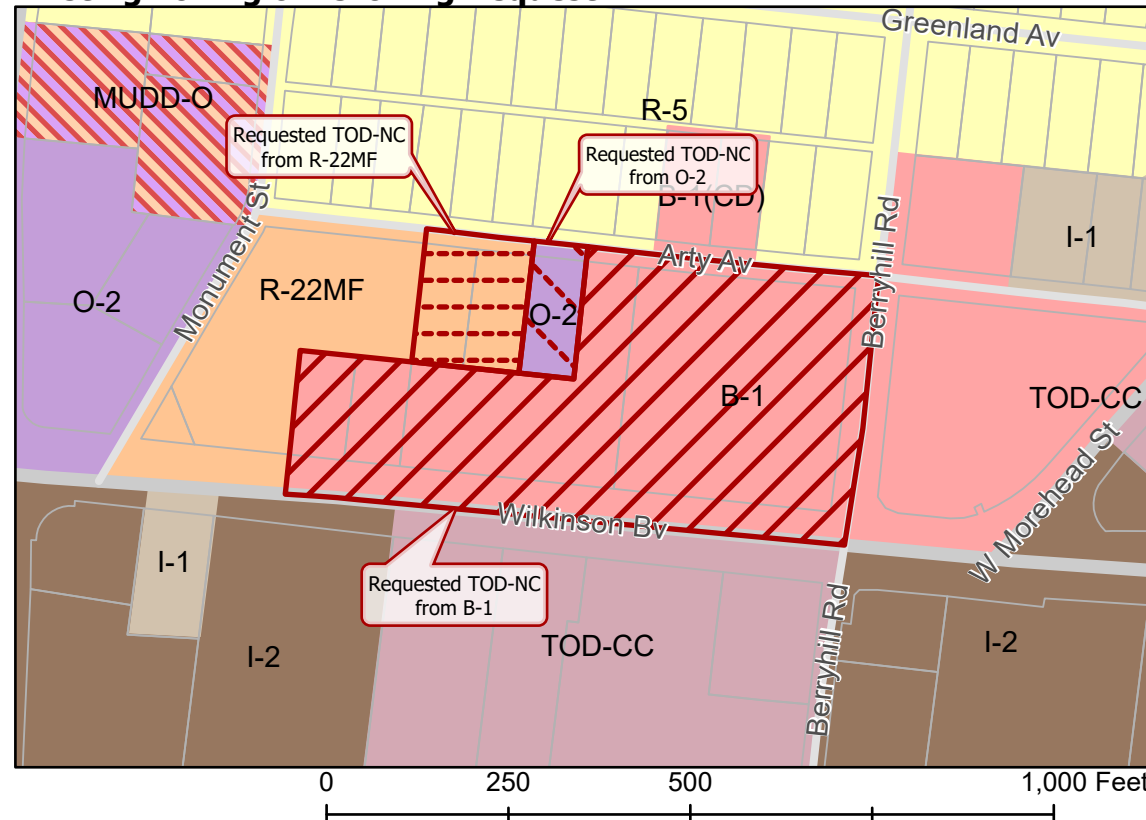 Greenland Av
MUDD-O
R-5
Requested TOD-NC
from R-22MF
Requested TOD-NC
from O-2
B-1(CD)
Monument St
Berryhill Rd
I-1
Arty Av
O-2
R-22MF
O-2
B-1
TOD-CC
W Morehead St
Wilkinson Bv
I-1
Requested TOD-NC
from B-1
Berryhill Rd
I-2
TOD-CC
I-2
0
250
500
1,000 Feet